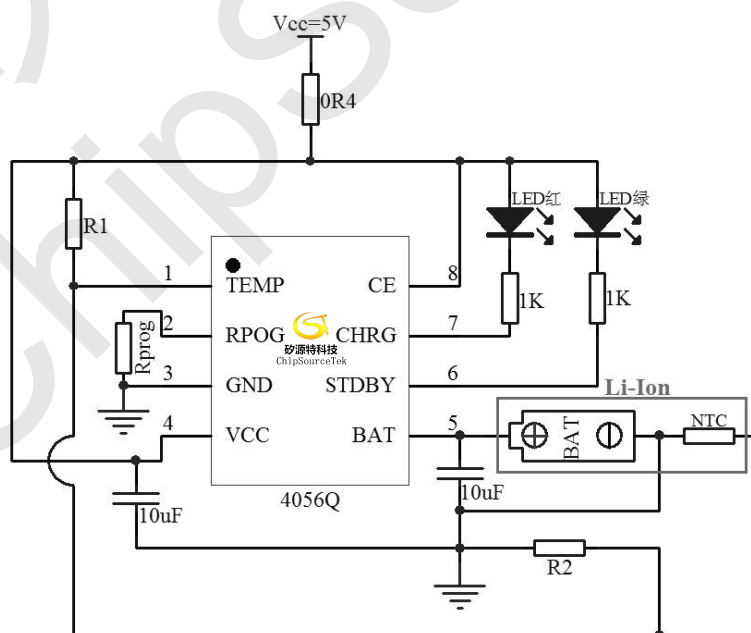 Vcc=5V
0R4
R1
LED红
LED绿
1K
1K
1
TEMP
CE
8
Rprog
2
RPOG
CHRG
7
矽源特科技
ChipSourceTek
3
GND
STDBY
6
4
VCC
BAT
5
Li-Ion
BAT
NTC
10uF
10uF
4056Q
R2
ChipS